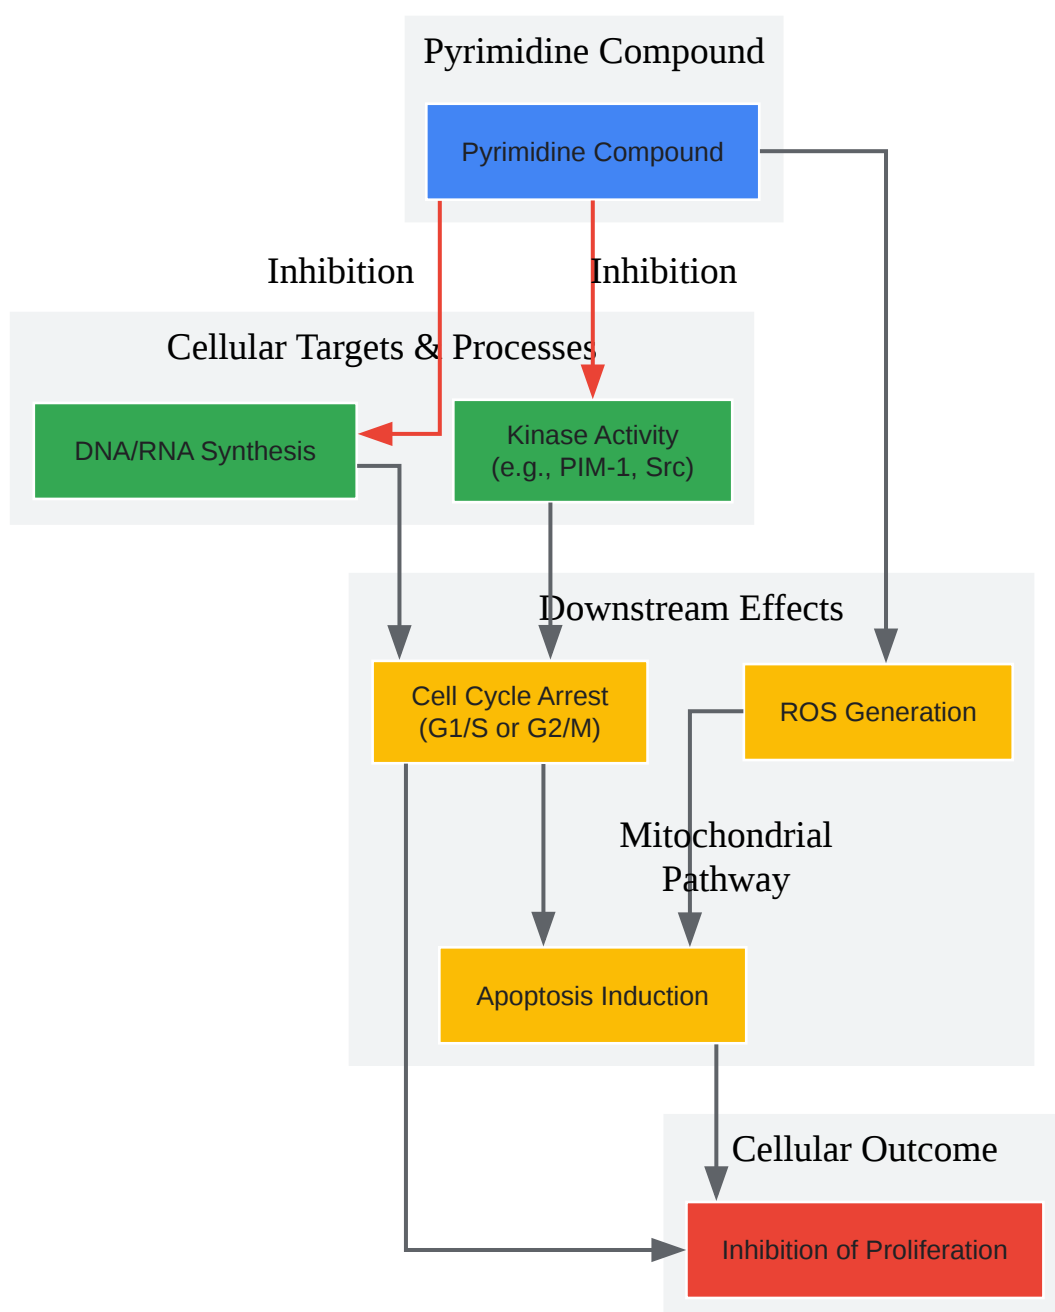 Pyrimidine Compound
Pyrimidine Compound
Inhibition
Inhibition
Cellular Targets & Processes
DNA/RNA Synthesis
Kinase Activity
(e.g., PIM-1, Src)
Downstream Effects
Cell Cycle Arrest
(G1/S or G2/M)
ROS Generation
Mitochondrial
Pathway
Apoptosis Induction
Cellular Outcome
Inhibition of Proliferation